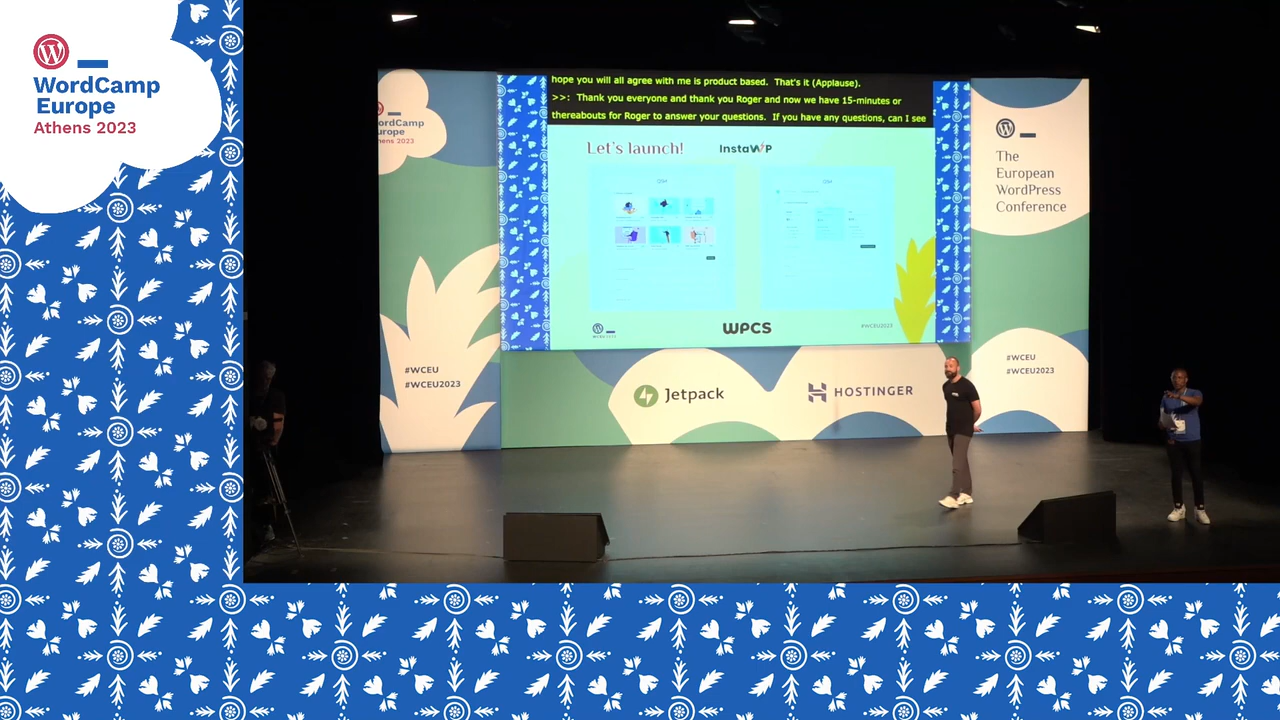 WordCamp
Europe
Athens 2023
hope you will all agree with me is product based.  That's it (Applause).
>>:  Thank you everyone and thank you Roger and now we have 15-minutes or
thereabouts for Roger to answer your questions.  If you have any questions, can I see
Let's launch!
InstaWP
WPCS
#WCEU2023
ordCamp
urope
hens 2023
#WCEU
#WCEU2023
Jetpack
HOSTINGER
The
European
WordPress
Conference
#WCEU
#WCEU2023